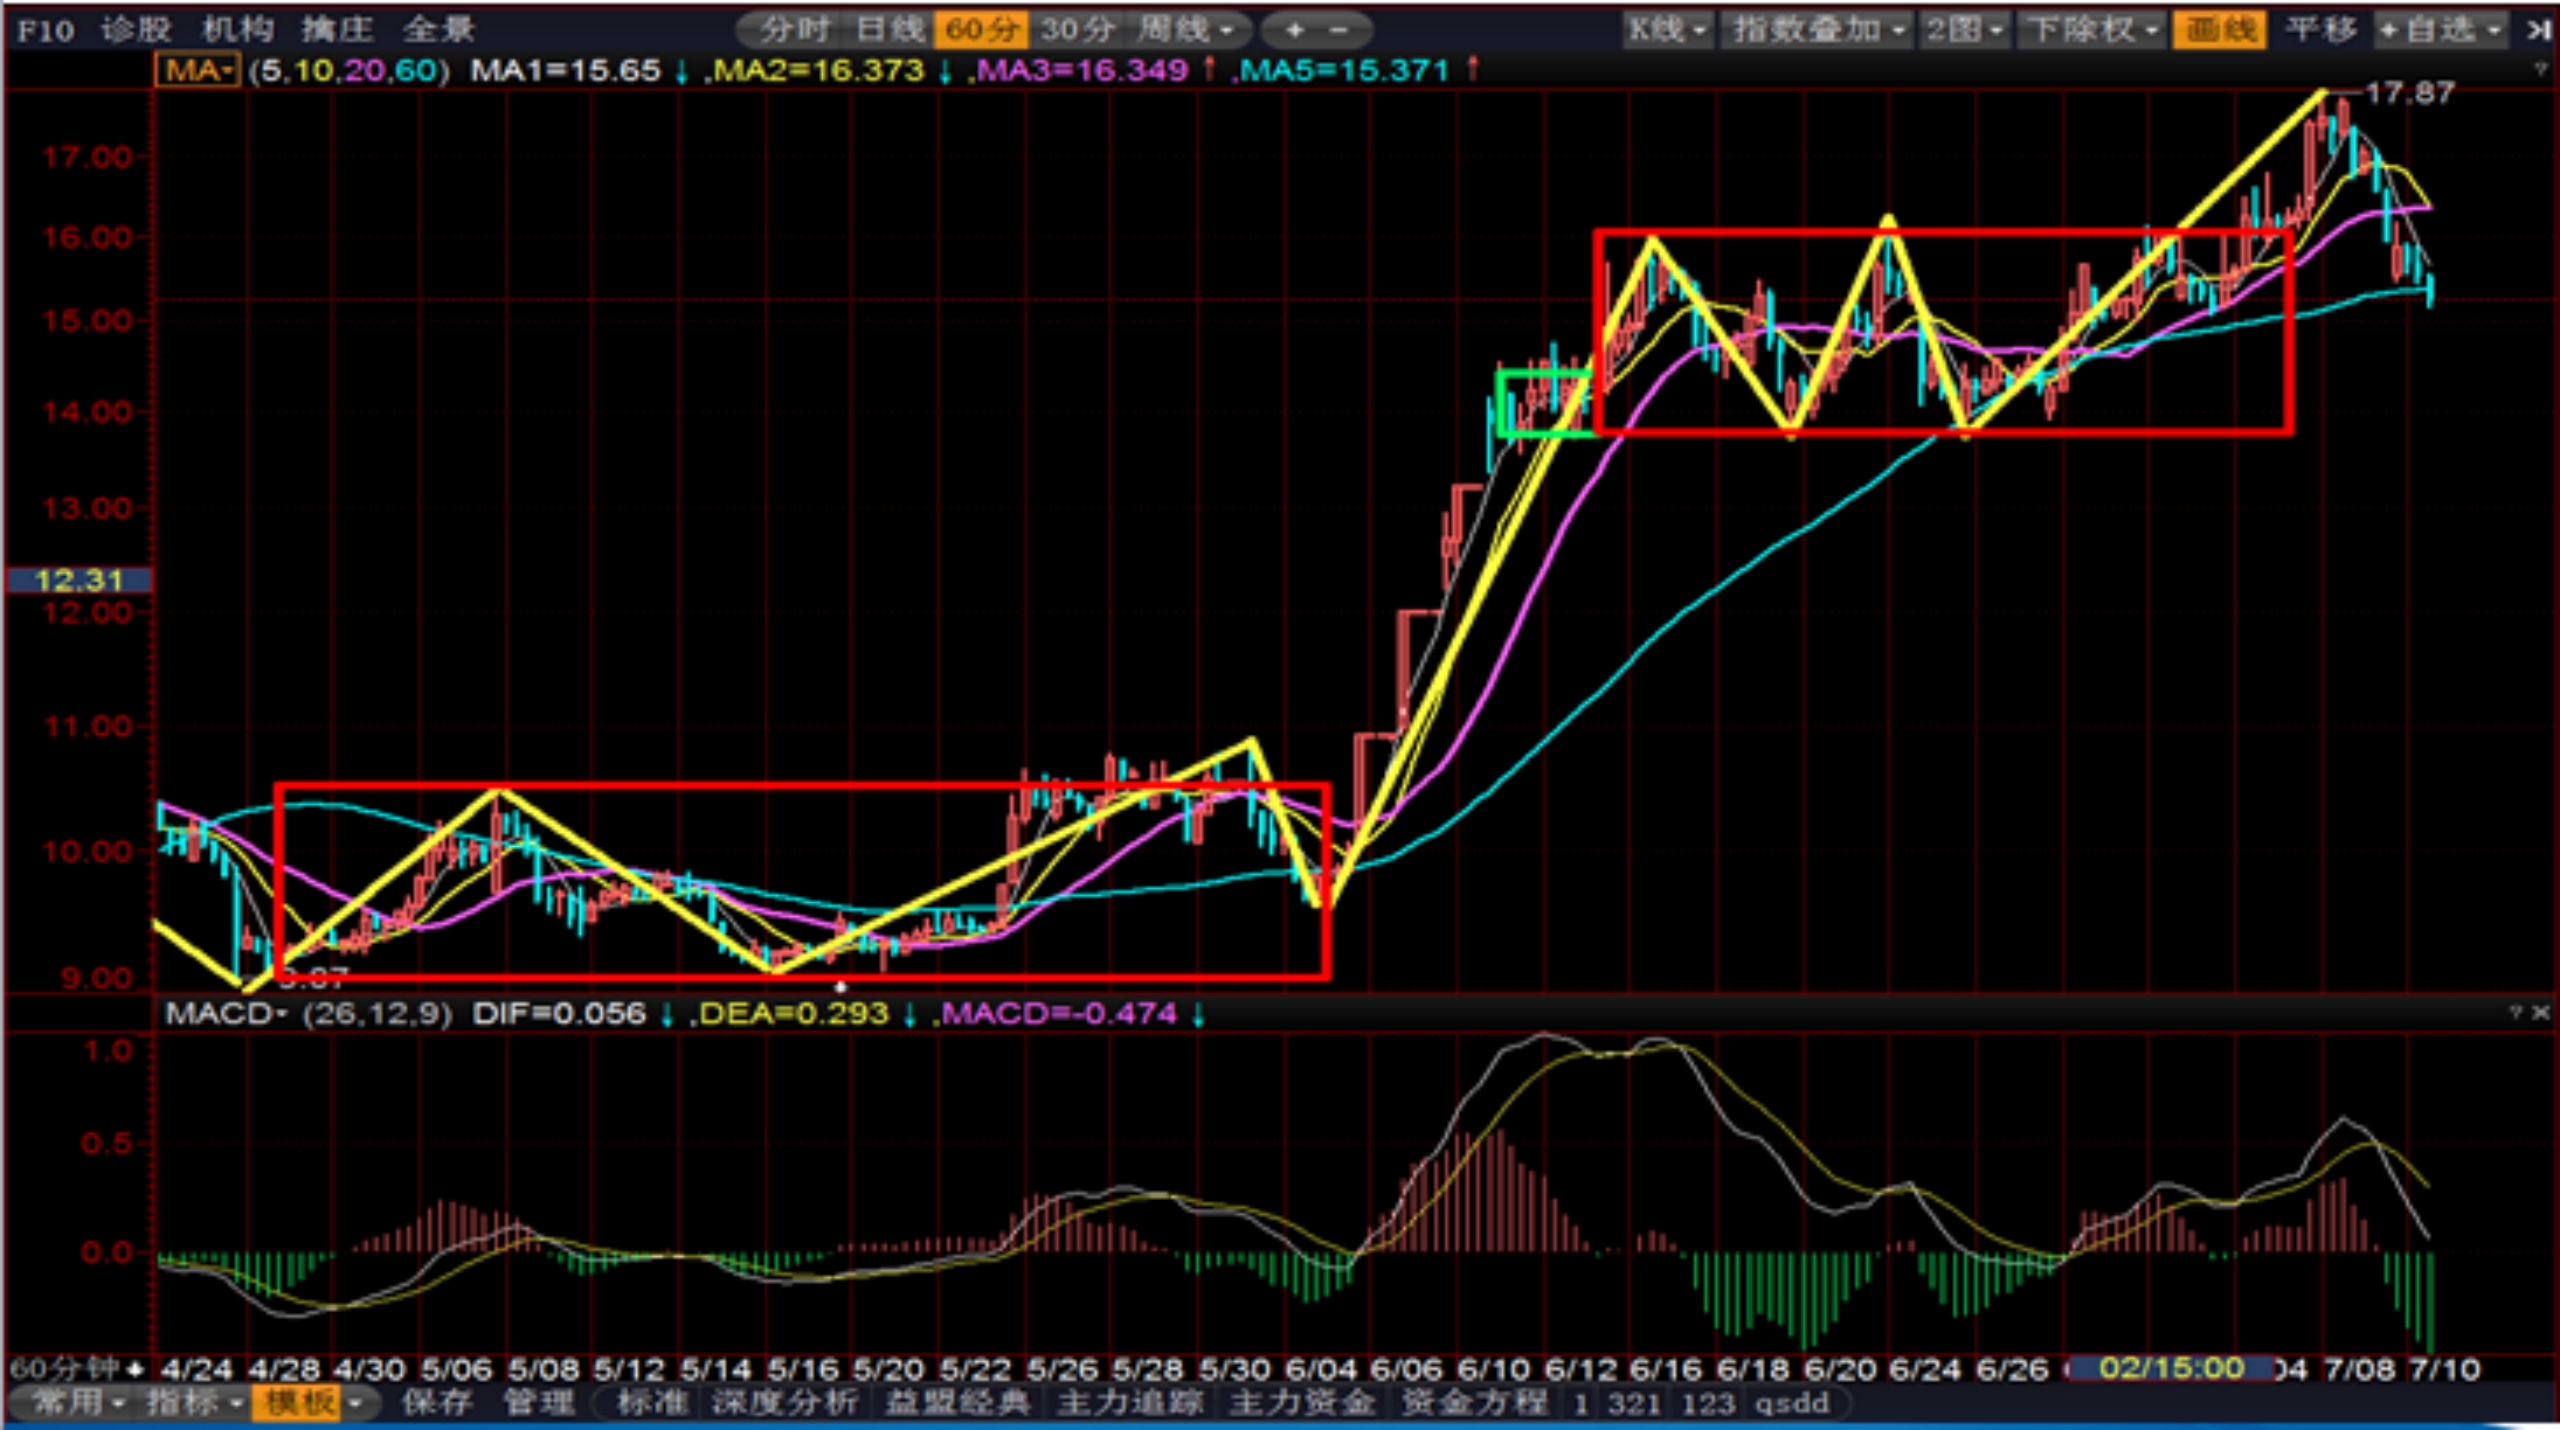 F10 诊股 机构 擒庄 全景 分时 日线 60分 30分 周线 + - K线 指数叠加 2图 下除权 画线 平移 +自选
MA (5,10,20,60) MA1=15.65 ↓ ,MA2=16.373 ↓ ,MA3=16.349 ↑ ,MA5=15.371 ↑ ?
17.87
17.00
16.00
15.00
14.00
13.00
12.31
12.00
11.00
10.00
9.00
MACD (26,12,9) DIF=0.056 ↓ ,DEA=0.293 ↓ ,MACD=-0.474 ↓ ? ×
1.0
0.5
0.0
60分钟 4/24 4/28 4/30 5/06 5/08 5/12 5/14 5/16 5/20 5/22 5/26 5/28 5/30 6/04 6/06 6/10 6/12 6/16 6/18 6/20 6/24 6/26 02/15:00 04 7/08 7/10
常用 指标 模板 保存 管理 标准 深度分析 益盟经典 主力追踪 主力资金 资金方程 1 321 123 qsdd